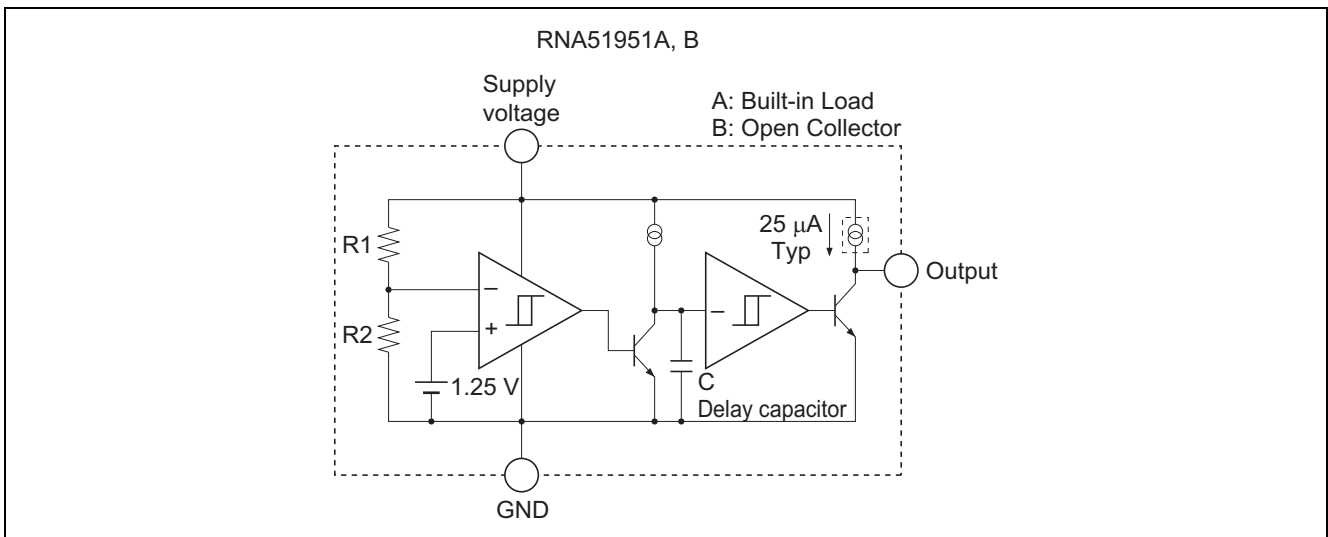 RNA51951A, B
Supply
voltage
A: Built-in Load
B: Open Collector
R1
25 μA
Typ
Output
−
+
−
R2
1.25 V
C
Delay capacitor
GND